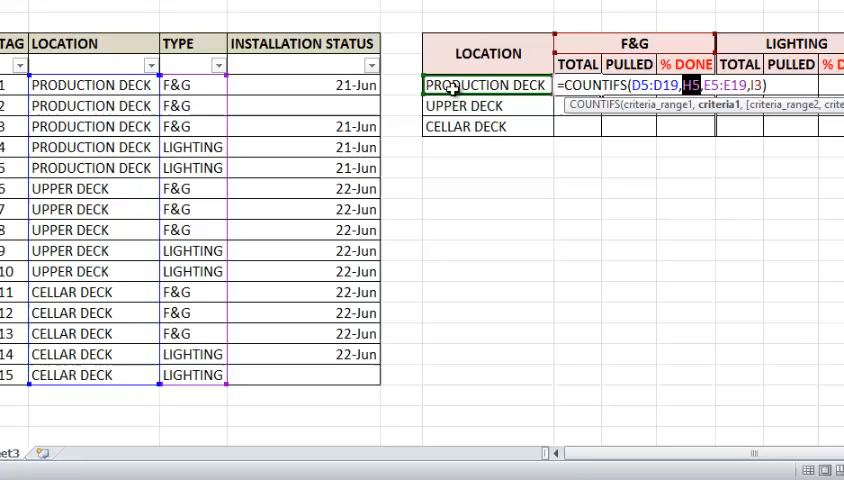 TAG LOCATION TYPE INSTALLATION STATUS
1 PRODUCTION DECK F&G 21-Jun
2 PRODUCTION DECK F&G
3 PRODUCTION DECK F&G 21-Jun
4 PRODUCTION DECK LIGHTING 21-Jun
5 PRODUCTION DECK LIGHTING 21-Jun
6 UPPER DECK F&G 22-Jun
7 UPPER DECK F&G 22-Jun
8 UPPER DECK F&G 22-Jun
9 UPPER DECK LIGHTING 22-Jun
10 UPPER DECK LIGHTING 22-Jun
11 CELLAR DECK F&G 22-Jun
12 CELLAR DECK F&G 22-Jun
13 CELLAR DECK F&G 22-Jun
14 CELLAR DECK LIGHTING 22-Jun
15 CELLAR DECK LIGHTING
LOCATION F&G LIGHTING
TOTAL PULLED % DONE TOTAL PULLED % D
PRODUCTION DECK =COUNTIFS(D5:D19,H5,E5:E19,I3)
UPPER DECK COUNTIFS(criteria_range1, criteria1, [criteria_range2, crite
CELLAR DECK
eet3